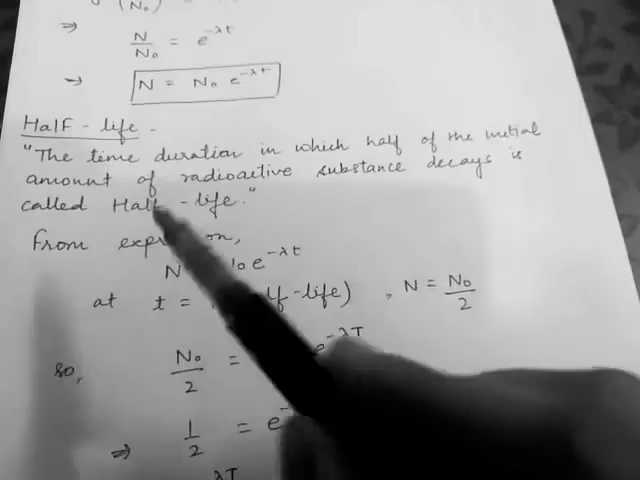 (N₀)
⇒ N/N₀ = e^-λt
→ N = N₀ e^-λt
Half - life -
"The time duration in which half of the initial
amount of radioactive substance decays is
called Half - life."
From
N e^-λt
at t = lf-life) , N = N₀/2
so, N₀/2 = e^-λT
⇒ 1/2 = e^-
λT